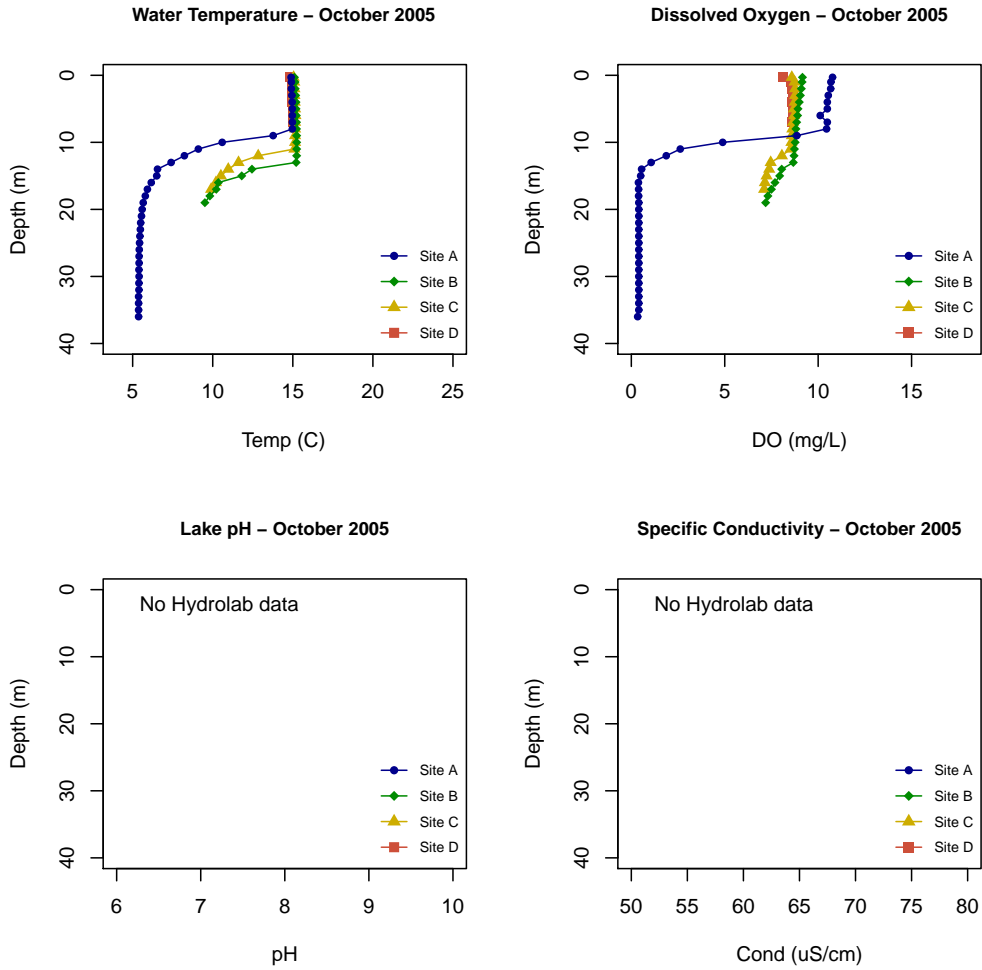 Water Temperature − October 2005
Depth (m)
0
10
20
30
40
Site A
Site B
Site C
Site D
5 10 15 20 25
Temp (C)
Dissolved Oxygen − October 2005
Depth (m)
0
10
20
30
40
Site A
Site B
Site C
Site D
0 5 10 15
DO (mg/L)
Lake pH − October 2005
Depth (m)
0
10
20
30
40
No Hydrolab data
Site A
Site B
Site C
Site D
6 7 8 9 10
pH
Specific Conductivity − October 2005
Depth (m)
0
10
20
30
40
No Hydrolab data
Site A
Site B
Site C
Site D
50 55 60 65 70 75 80
Cond (uS/cm)